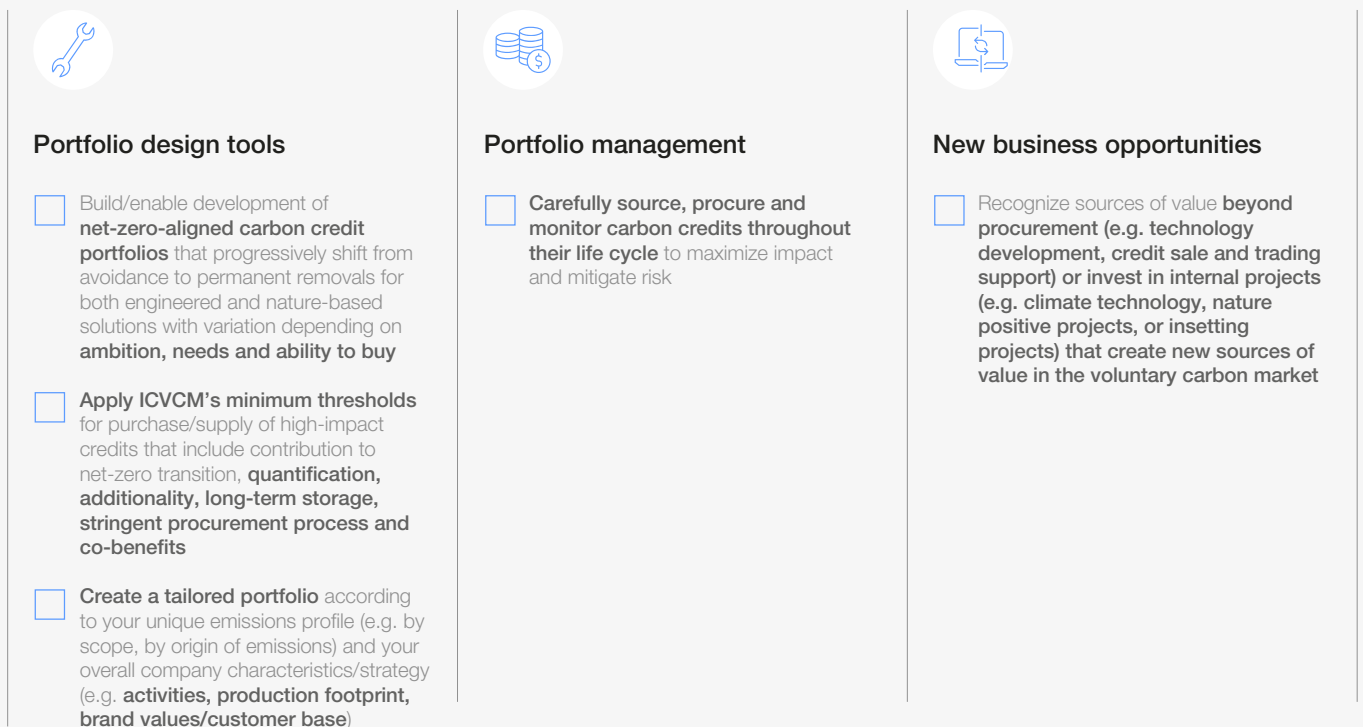 Portfolio design tools
Build/enable development of
net-zero-aligned carbon credit
portfolios that progressively shift from
avoidance to permanent removals for
both engineered and nature-based
solutions with variation depending on
ambition, needs and ability to buy
Apply ICVCM's minimum thresholds
for purchase/supply of high-impact
credits that include contribution to
net-zero transition, quantification,
additionality, long-term storage,
stringent procurement process and
co-benefits
Create a tailored portfolio according
to your unique emissions profile (e.g. by
scope, by origin of emissions) and your
overall company characteristics/strategy
(e.g. activities, production footprint,
brand values/customer base)
Portfolio management
Carefully source, procure and
monitor carbon credits throughout
their life cycle to maximize impact
and mitigate risk
New business opportunities
Recognize sources of value beyond
procurement (e.g. technology
development, credit sale and trading
support) or invest in internal projects
(e.g. climate technology, nature
positive projects, or insetting
projects) that create new sources of
value in the voluntary carbon market